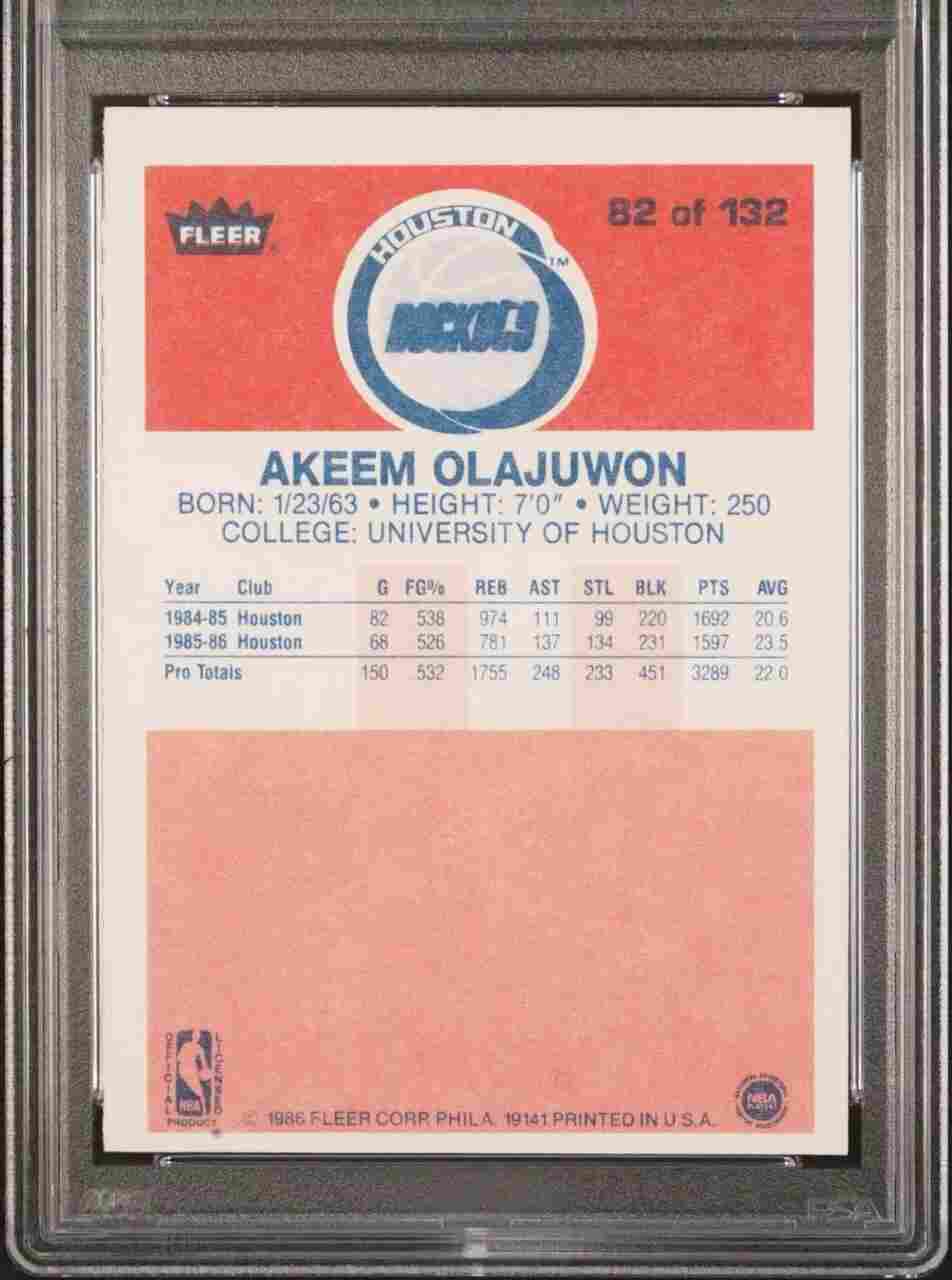 FLEER
82 of 132
HOUSTON TM
ROCKETS
AKEEM OLAJUWON
BORN: 1/23/63 • HEIGHT: 7'0" • WEIGHT: 250
COLLEGE: UNIVERSITY OF HOUSTON
Year Club G FG% REB AST STL BLK PTS AVG
1984-85 Houston 82 .538 974 111 99 220 1692 20.6
1985-86 Houston 68 .526 781 137 134 231 1597 23.5
Pro Totals 150 .532 1755 248 233 451 3289 22.0
OFFICIAL NBA LICENSED
PRODUCT
© 1986 FLEER CORP. PHILA. 19141 PRINTED IN U.S.A.
NBA
PLAYERS
PSA